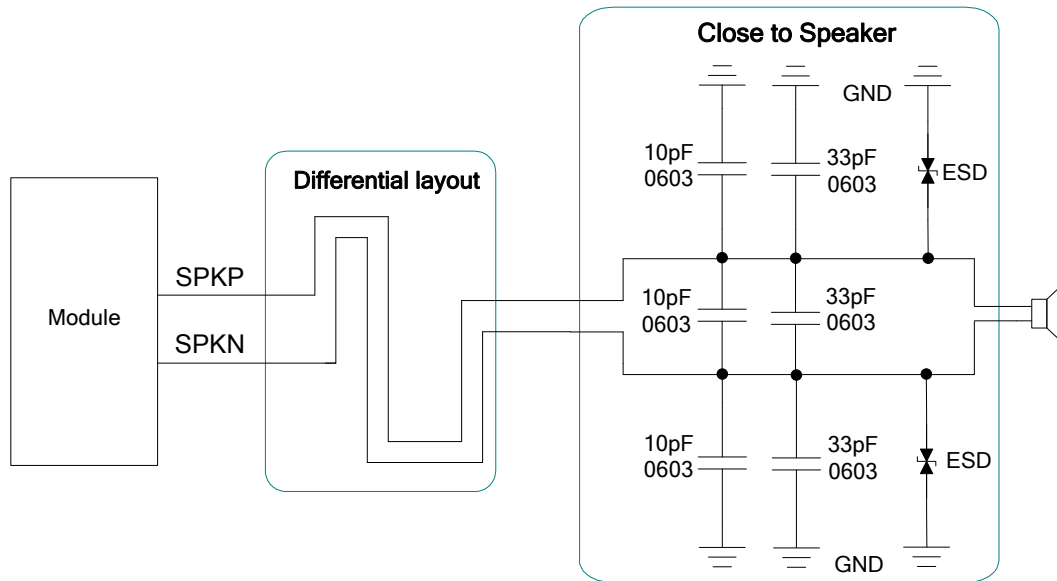 Close to Speaker
GND
10pF
0603
33pF
0603
ESD
Differential layout
SPKP
Module
SPKN
10pF
0603
33pF
0603
10pF
0603
33pF
0603
ESD
GND